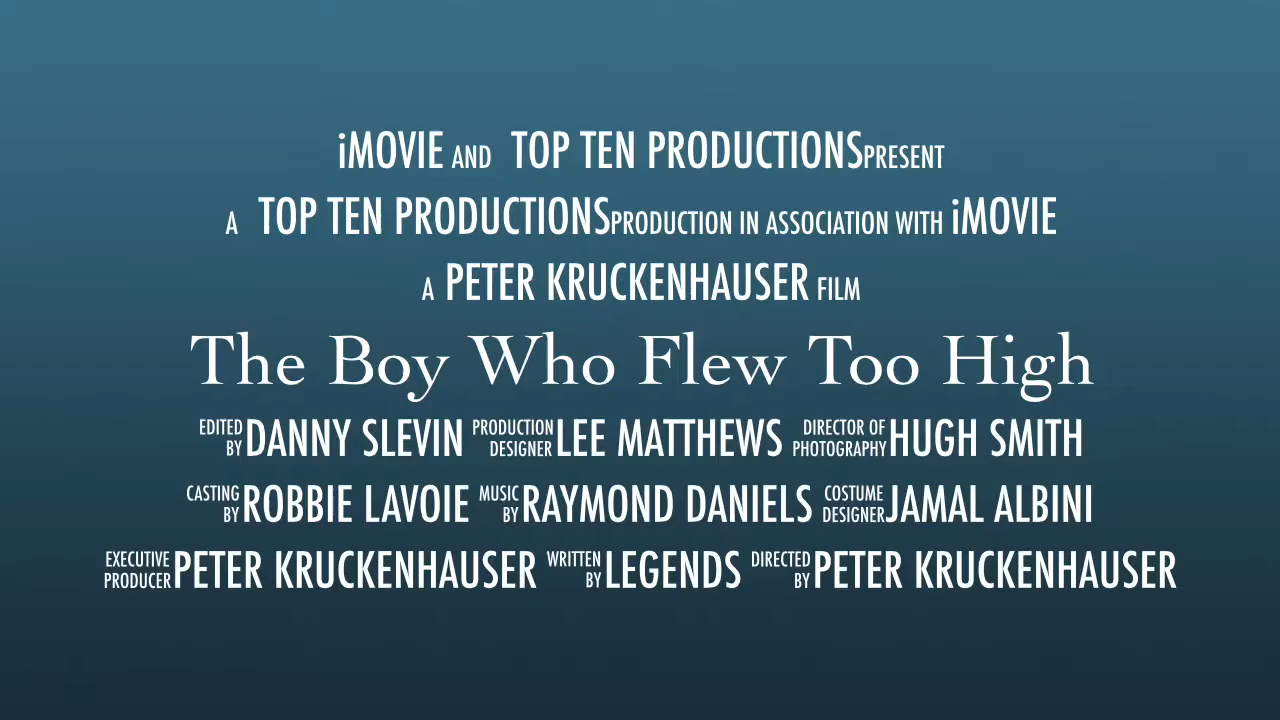 iMOVIE AND TOP TEN PRODUCTIONSPRESENT
A TOP TEN PRODUCTIONSPRODUCTION IN ASSOCIATION WITH iMOVIE
A PETER KRUCKENHAUSER FILM
The Boy Who Flew Too High
EDITED BY DANNY SLEVIN PRODUCTION DESIGNER LEE MATTHEWS DIRECTOR OF PHOTOGRAPHY HUGH SMITH
CASTING BY ROBBIE LAVOIE MUSIC BY RAYMOND DANIELS COSTUME DESIGNER JAMAL ALBINI
EXECUTIVE PRODUCER PETER KRUCKENHAUSER WRITTEN BY LEGENDS DIRECTED BY PETER KRUCKENHAUSER